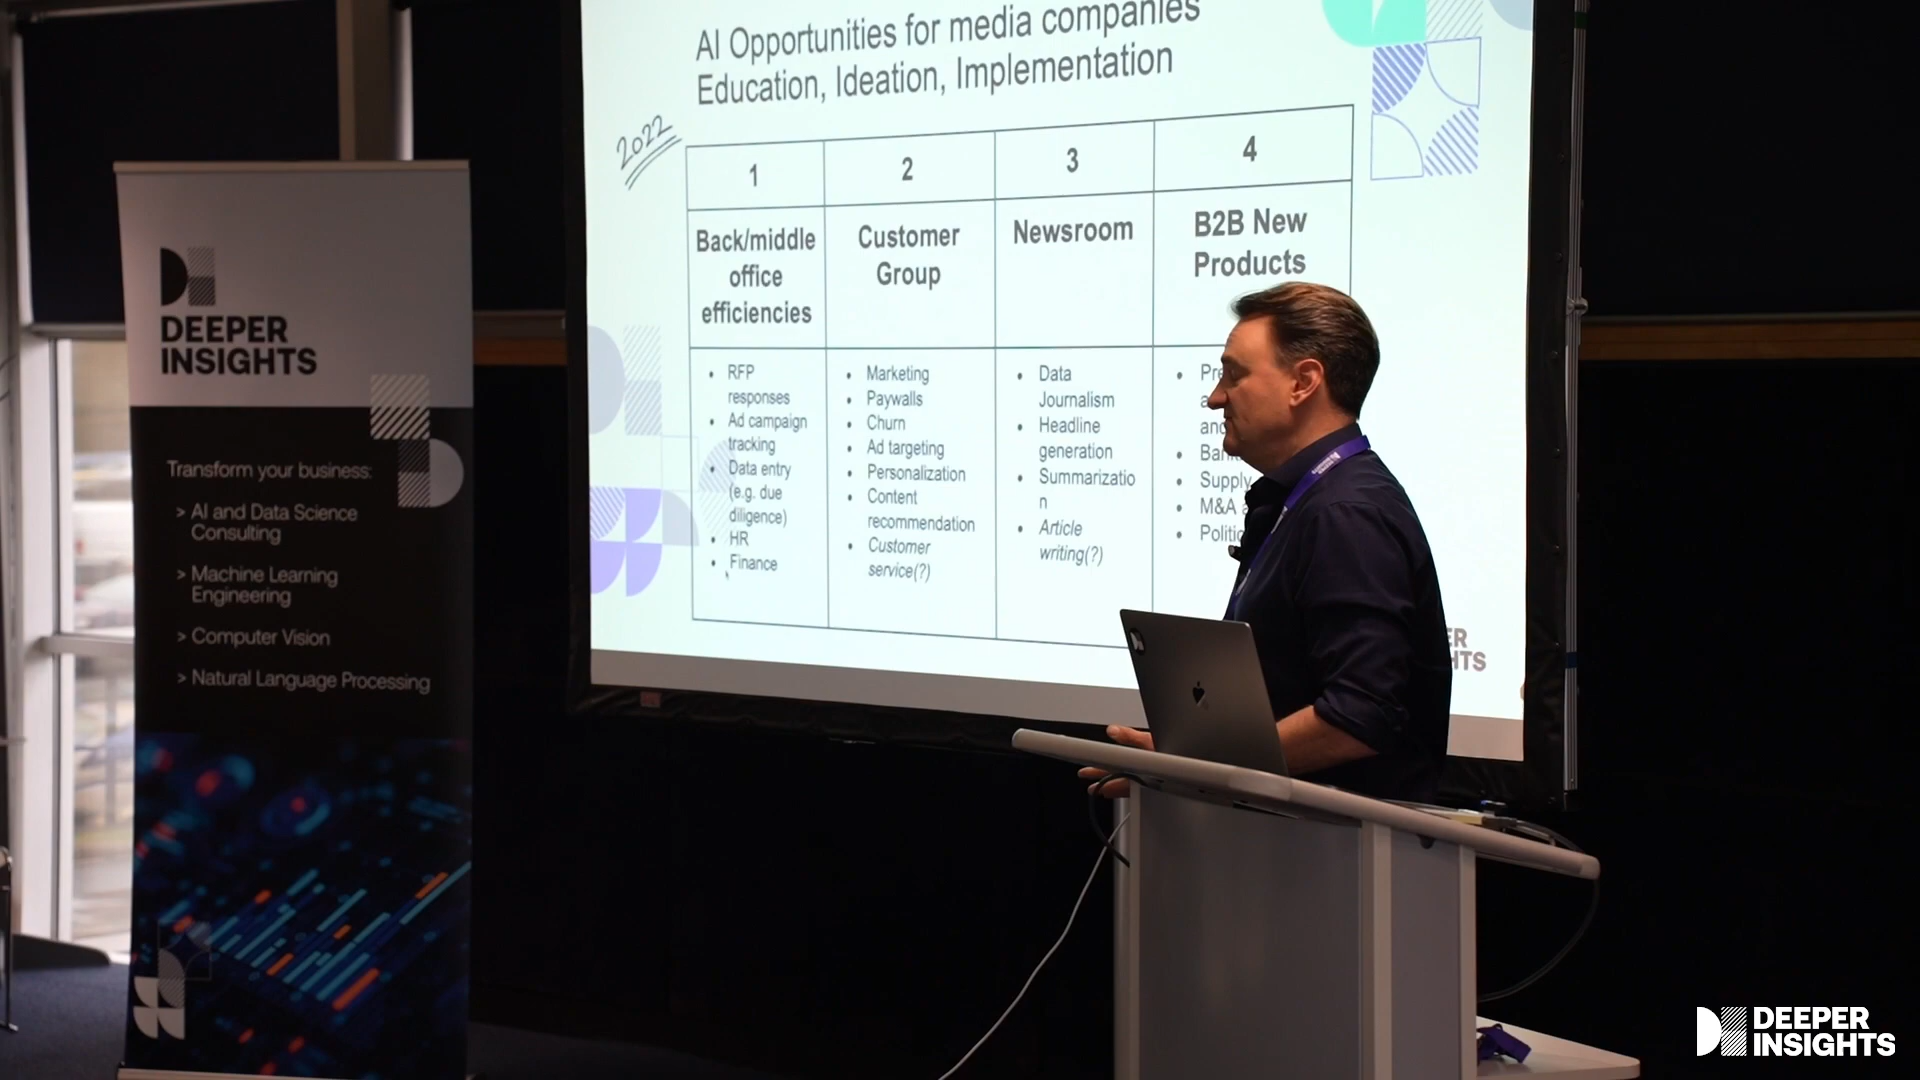 AI Opportunities for media companies
Education, Ideation, Implementation
2022
1
2
3
4
Back/middle
office
efficiencies
Customer
Group
Newsroom
B2B New
Products
• RFP
responses
• Ad campaign
tracking
• Data entry
(e.g. due
diligence)
• HR
• Finance
• Marketing
• Paywalls
• Churn
• Ad targeting
• Personalization
• Content
recommendation
• Customer
service(?)
• Data
Journalism
• Headline
generation
• Summarizatio
n
• Article
writing(?)
• Supply
• M&A
DEEPER
INSIGHTS
Transform your business:
> AI and Data Science
Consulting
> Machine Learning
Engineering
> Computer Vision
> Natural Language Processing
DEEPER
INSIGHTS